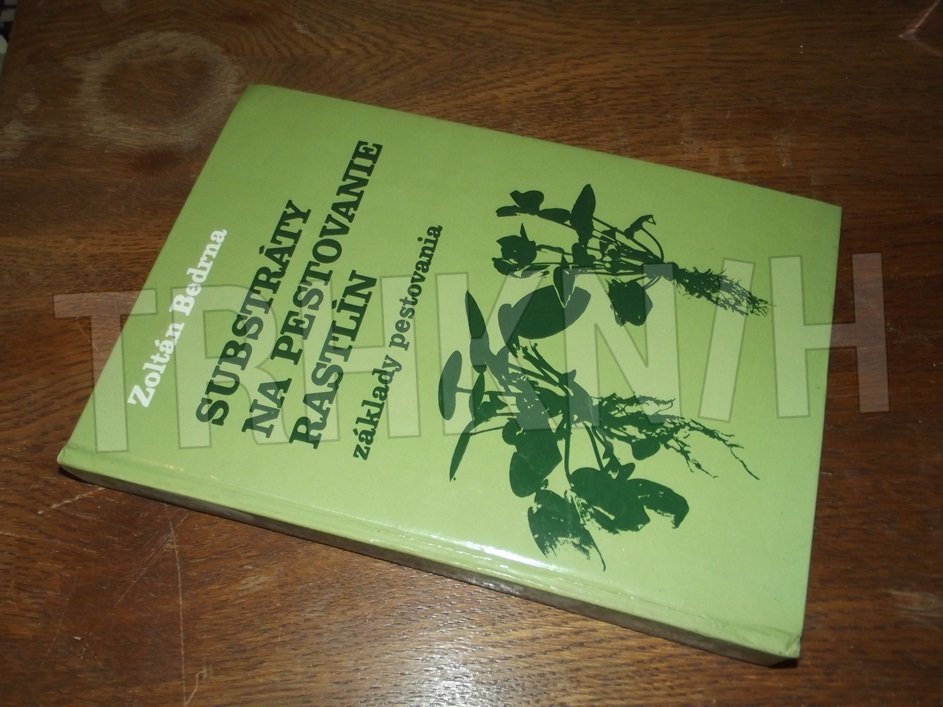 Zoltán Bedrna
SUBSTRÁTY
NA PESTOVANIE
RASTLÍN
základy pestovania
TRHKNIH